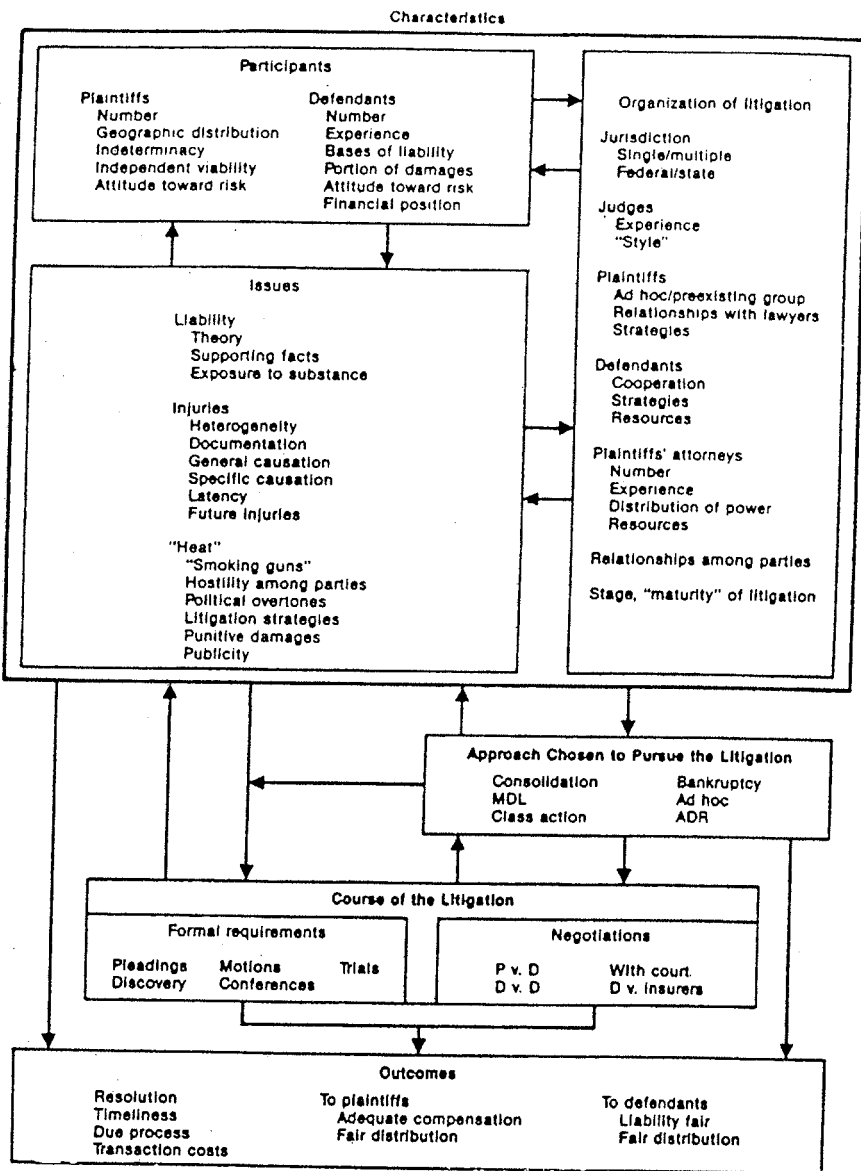 Characteristics
Participants
Plaintiffs
Number
Geographic distribution
Indeterminacy
Independent viability
Attitude toward risk
Defendants
Number
Experience
Bases of liability
Portion of damages
Attitude toward risk
Financial position
Issues
Liability
Theory
Supporting facts
Exposure to substance
Injuries
Heterogeneity
Documentation
General causation
Specific causation
Latency
Future injuries
"Heat"
"Smoking guns"
Hostility among parties
Political overtones
Litigation strategies
Punitive damages
Publicity
Organization of litigation
Jurisdiction
Single/multiple
Federal/state
Judges
Experience
"Style"
Plaintiffs
Ad hoc/preexisting group
Relationships with lawyers
Strategies
Defendants
Cooperation
Strategies
Resources
Plaintiffs' attorneys
Number
Experience
Distribution of power
Resources
Relationships among parties
Stage, "maturity" of litigation
Approach Chosen to Pursue the Litigation
Consolidation
MDL
Class action
Bankruptcy
Ad hoc
ADR
Course of the Litigation
Formal requirements
Pleadings Motions Trials
Discovery Conferences
Negotiations
P v. D With court.
D v. D D v. insurers
Outcomes
Resolution
Timeliness
Due process
Transaction costs
To plaintiffs
Adequate compensation
Fair distribution
To defendants
Liability fair
Fair distribution